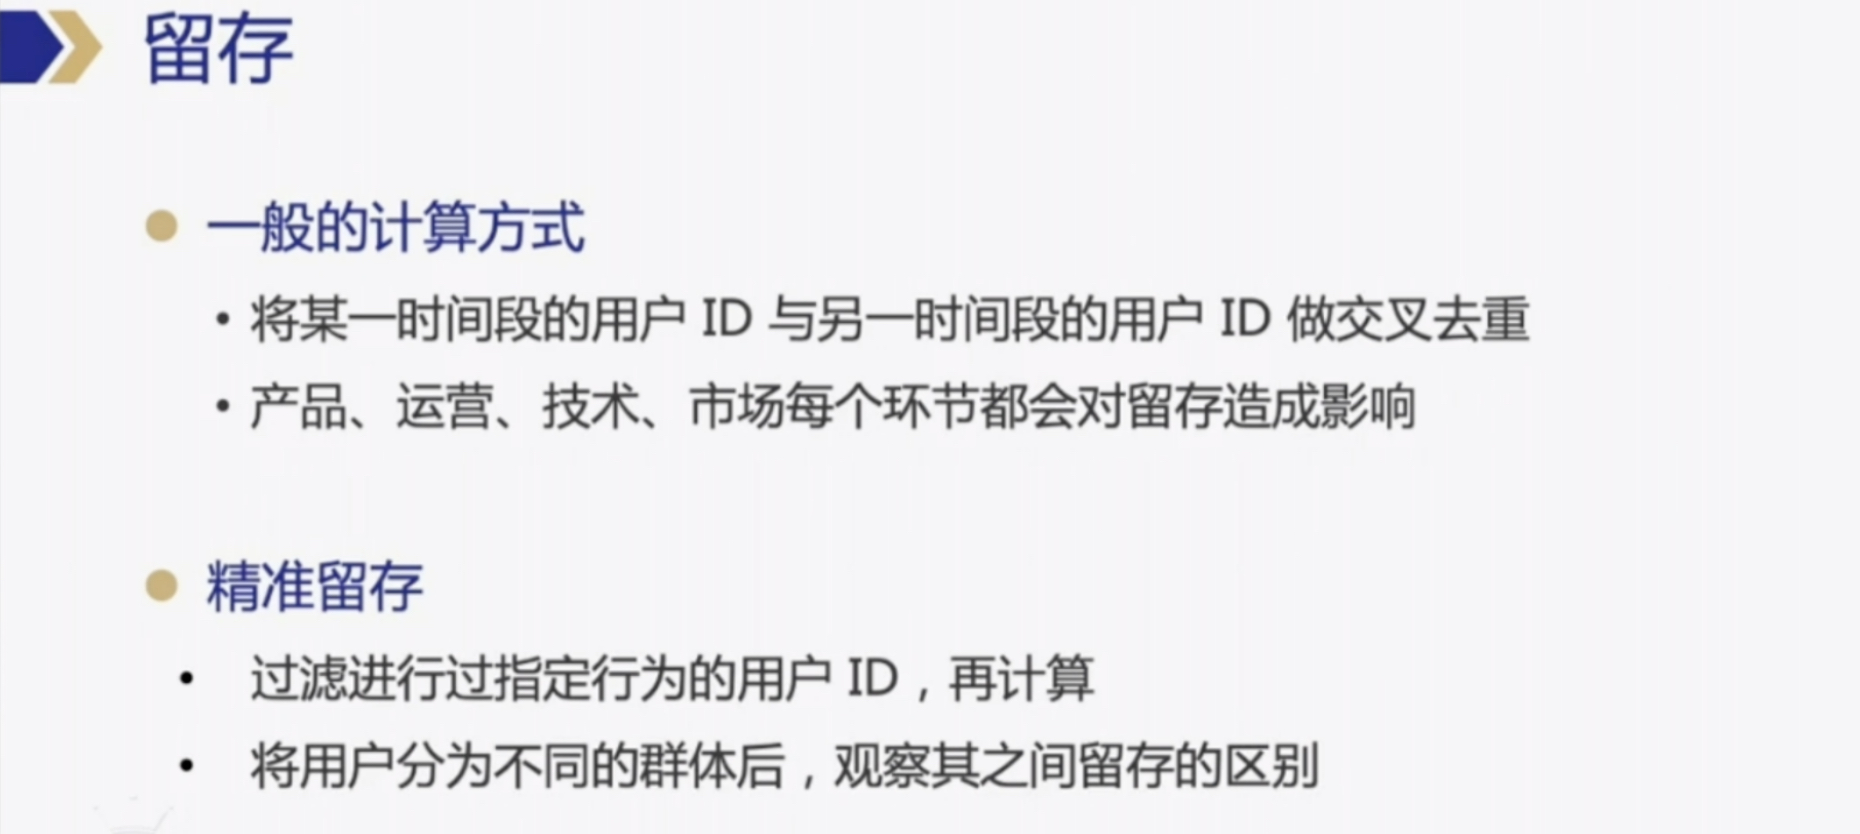 留存
一般的计算方式
• 将某一时间段的用户 ID 与另一时间段的用户 ID 做交叉去重
• 产品、运营、技术、市场每个环节都会对留存造成影响
精准留存
• 过滤进行过指定行为的用户 ID，再计算
• 将用户分为不同的群体后，观察其之间留存的区别